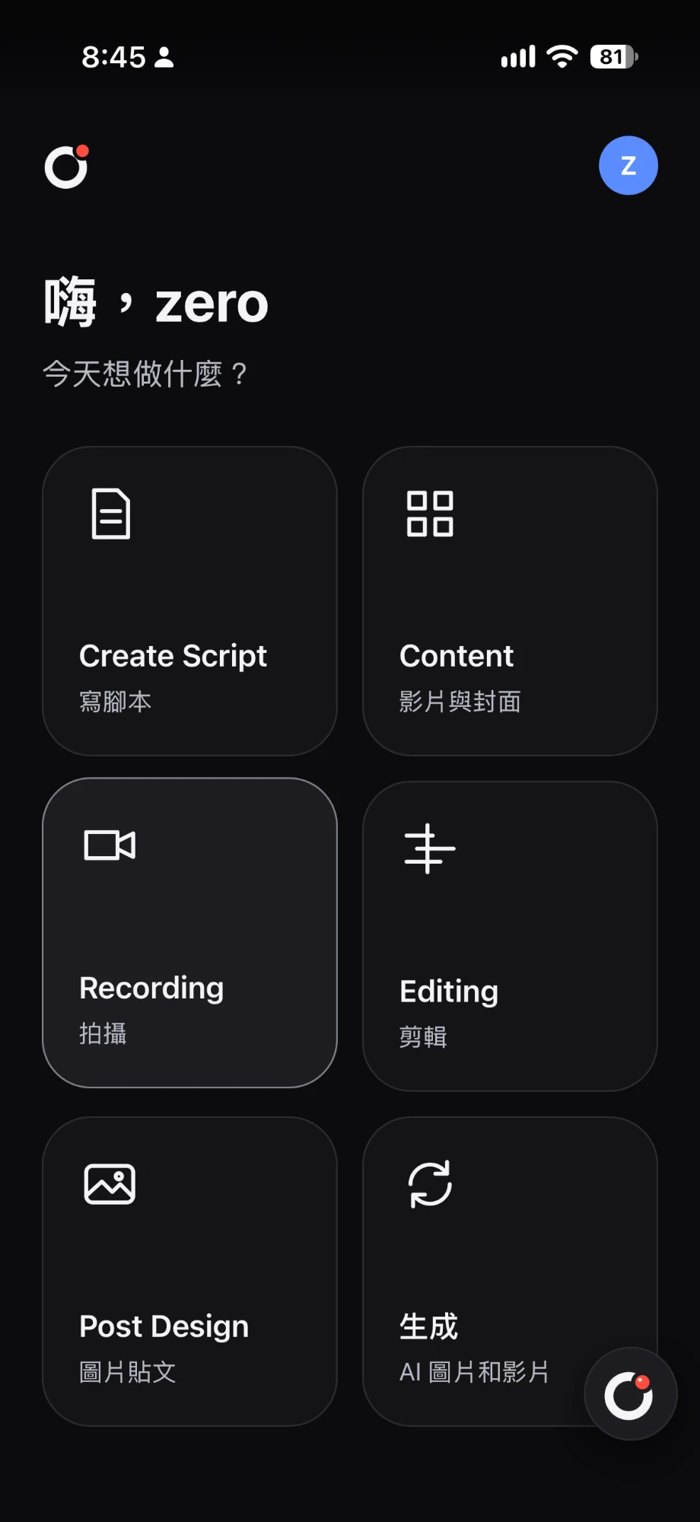 8:45
81
Z
嗨，zero
今天想做什麼？
Create Script
寫腳本
Content
影片與封面
Recording
拍攝
Editing
剪輯
Post Design
圖片貼文
生成
AI 圖片和影片